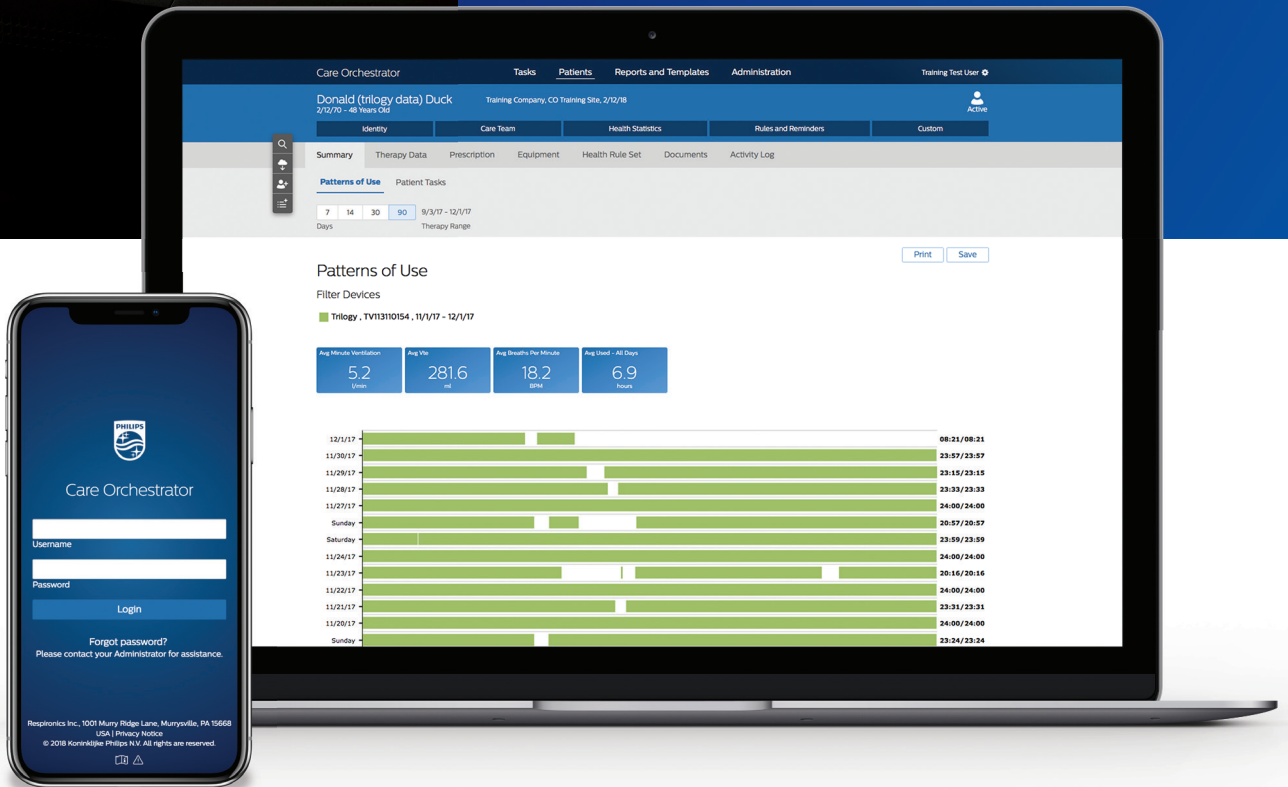 Care Orchestrator
Tasks
Patients
Reports and Templates
Administration
Training Test User
Donald (trilogy data) Duck
2/12/70 - 48 Years Old
Training Company, CO Training Site, 2/12/18
Active
Identity
Care Team
Health Statistics
Rules and Reminders
Custom
Summary
Therapy Data
Prescription
Equipment
Health Rule Set
Documents
Activity Log
Patterns of Use
Patient Tasks
7 14 30 90
9/3/17 - 12/1/17
Days
Therapy Range
Print
Save
Patterns of Use
Filter Devices
Trilogy , TV113110154 , 11/1/17 - 12/1/17
Avg Minute Ventilation
5.2
l/min
Avg Vte
281.6
ml
Avg Breaths Per Minute
18.2
BPM
Avg Used - All Days
6.9
hours
12/1/17 08:21/08:21
11/30/17 23:57/23:57
11/29/17 23:15/23:15
11/28/17 23:33/23:33
11/27/17 24:00/24:00
Sunday 20:57/20:57
Saturday 23:59/23:59
11/24/17 24:00/24:00
11/23/17 20:16/20:16
11/22/17 24:00/24:00
11/21/17 23:31/23:31
11/20/17 24:00/24:00
Sunday 23:24/23:24
PHILIPS
Care Orchestrator
Username
Password
Login
Forgot password?
Please contact your Administrator for assistance.
Respironics Inc., 1001 Murry Ridge Lane, Murrysville, PA 15668
USA | Privacy Notice
© 2018 Koninklijke Philips N.V. All rights are reserved.